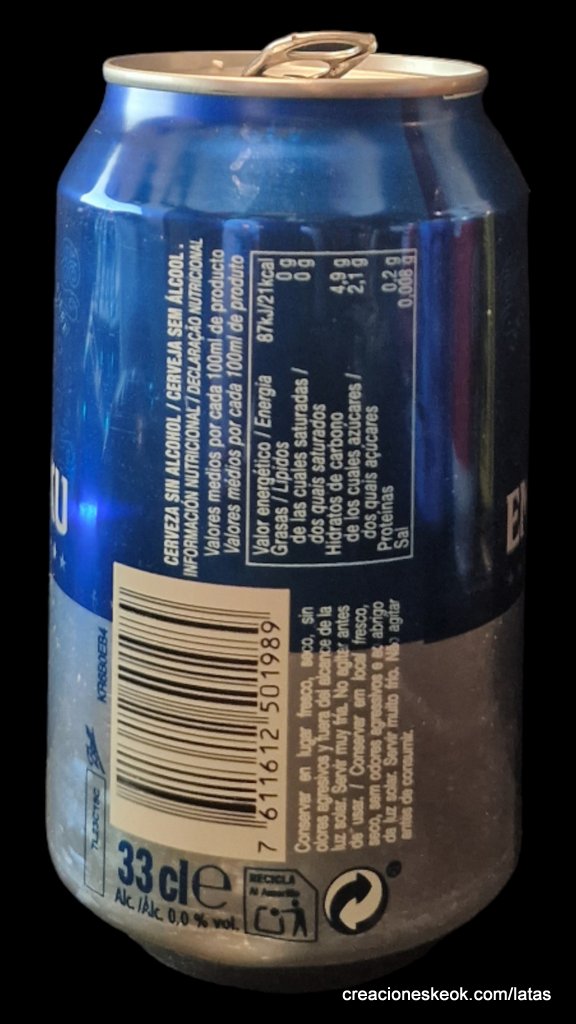 CERVEZA SIN ALCOHOL / CERVEJA SEM ÁLCOOL.
INFORMACIÓN NUTRICIONAL / DECLARAÇÃO NUTRICIONAL
Valores medios por cada 100ml de producto
Valores médios por cada 100ml de produto
Valor energético / Energia 87kJ/21kcal
Grasas / Lípidos 0 g
de las cuales saturadas / 0 g
dos quais saturados
Hidratos de carbono 4,9 g
de los cuales azúcares / 2,1 g
dos quais açúcares
Proteínas 0,2 g
Sal 0,008 g
KR6B0EB4
7 611612 501989
Conservar en lugar fresco, seco, sin
olores agresivos y fuera del alcance de la
luz solar. Servir muy fría. No agitar antes
de usar. / Conservar em local fresco,
seco, sem odores agressivos e ao abrigo
da luz solar. Servir muito frio. Não agitar
antes de consumir.
33 cl e
Alc. /Álc. 0,0 % vol.
RECICLA
Al Amarillo
®
creacioneskeok.com/latas